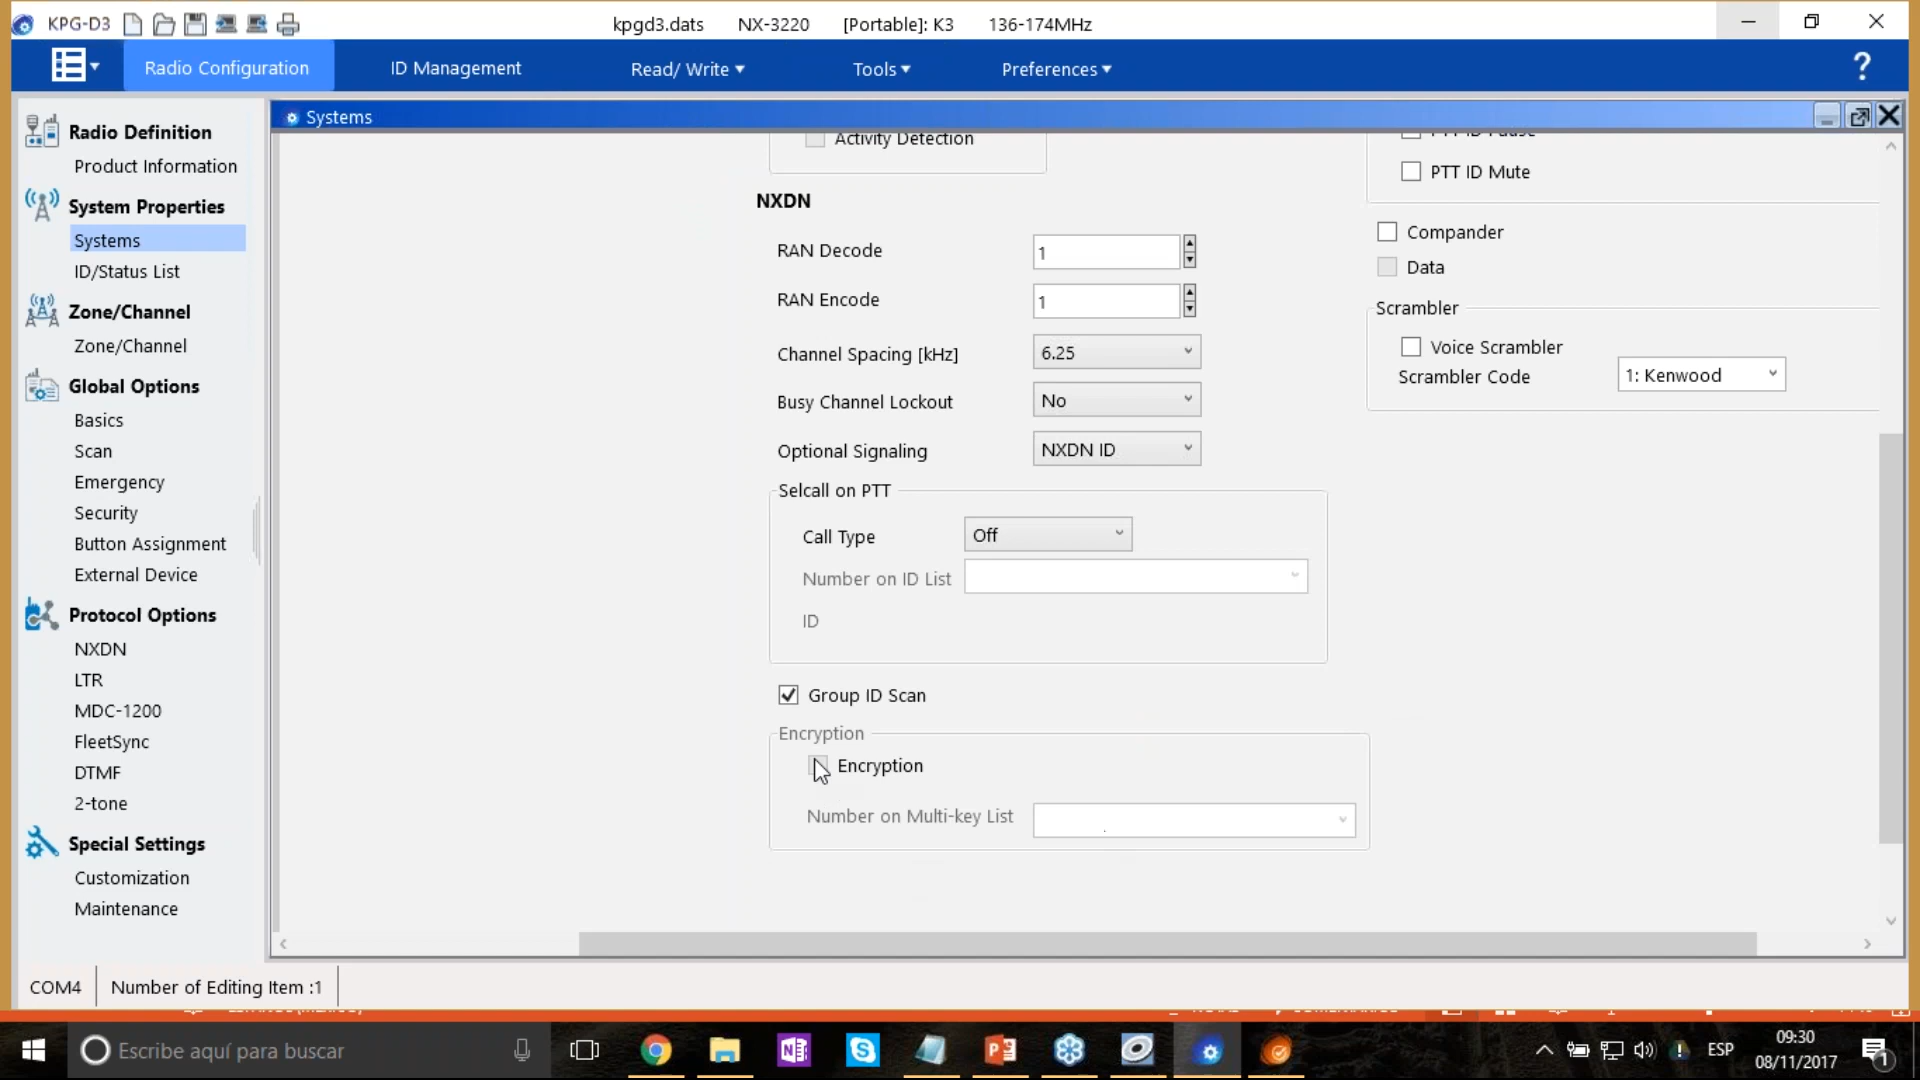 KPG-D3
kpgd3.dats NX-3220 [Portable]: K3 136-174MHz
Radio Configuration ID Management Read/ Write Tools Preferences ?
Radio Definition
Product Information
System Properties
Systems
ID/Status List
Zone/Channel
Zone/Channel
Global Options
Basics
Scan
Emergency
Security
Button Assignment
External Device
Protocol Options
NXDN
LTR
MDC-1200
FleetSync
DTMF
2-tone
Special Settings
Customization
Maintenance
Systems
Activity Detection
NXDN
RAN Decode 1
RAN Encode 1
Channel Spacing [kHz] 6.25
Busy Channel Lockout No
Optional Signaling NXDN ID
Selcall on PTT
Call Type Off
Number on ID List
ID
Group ID Scan
Encryption
Encryption
Number on Multi-key List
PTT ID Pause
PTT ID Mute
Compander
Data
Scrambler
Voice Scrambler
Scrambler Code 1: Kenwood
COM4 Number of Editing Item :1
Escribe aquí para buscar
ESP
09:30
08/11/2017
1